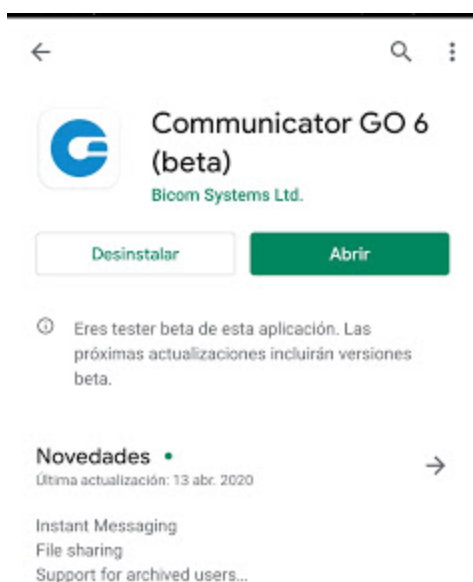 Communicator GO 6
(beta)
Bicom Systems Ltd.
Desinstalar
Abrir
Eres tester beta de esta aplicación. Las
próximas actualizaciones incluirán versiones
beta.
Novedades
Última actualización: 13 abr. 2020
Instant Messaging
File sharing
Support for archived users...